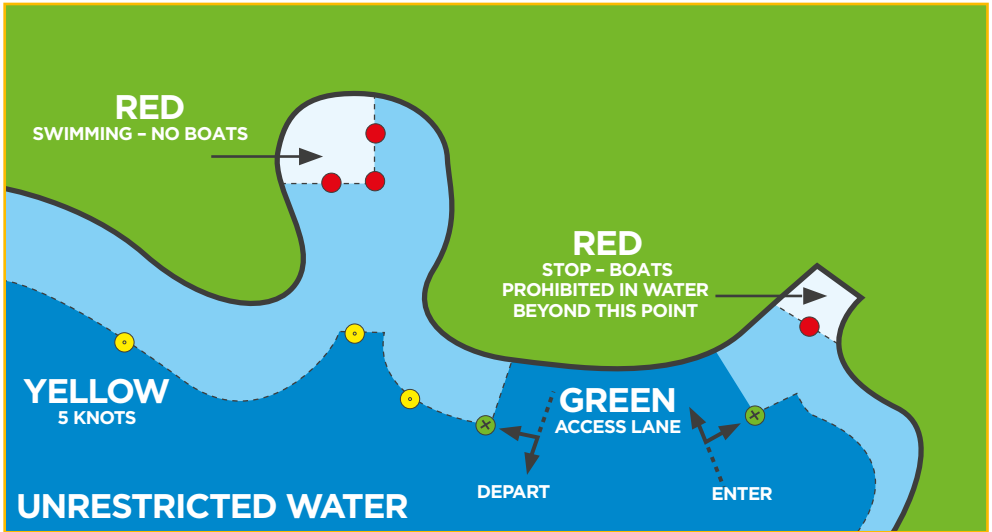 RED
SWIMMING – NO BOATS
RED
STOP – BOATS
PROHIBITED IN WATER
BEYOND THIS POINT
YELLOW
5 KNOTS
GREEN
ACCESS LANE
DEPART
ENTER
UNRESTRICTED WATER